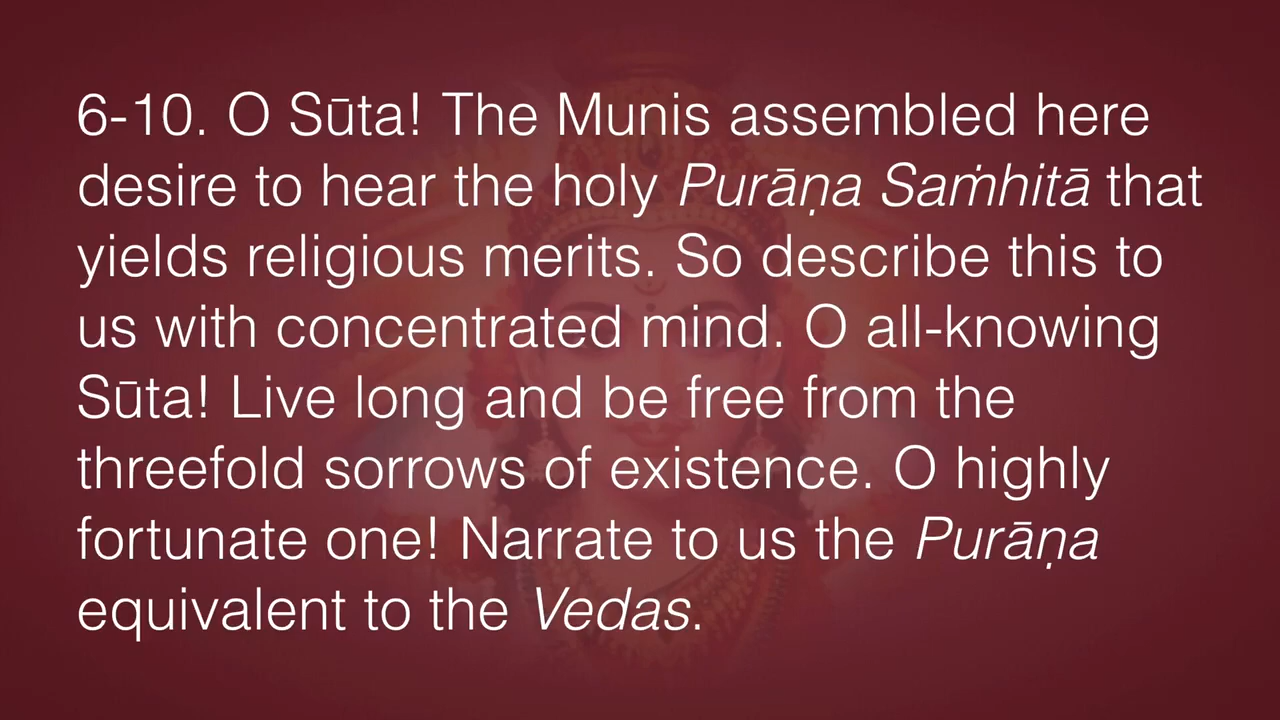 6-10. O Sūta! The Munis assembled here
desire to hear the holy Purāṇa Saṁhitā that
yields religious merits. So describe this to
us with concentrated mind. O all-knowing
Sūta! Live long and be free from the
threefold sorrows of existence. O highly
fortunate one! Narrate to us the Purāṇa
equivalent to the Vedas.